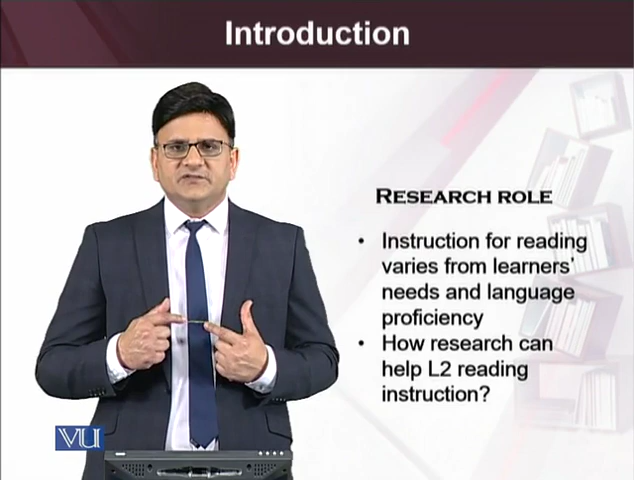 Introduction
RESEARCH ROLE
• Instruction for reading
varies from learners'
needs and language
proficiency
• How research can
help L2 reading
instruction?
VU